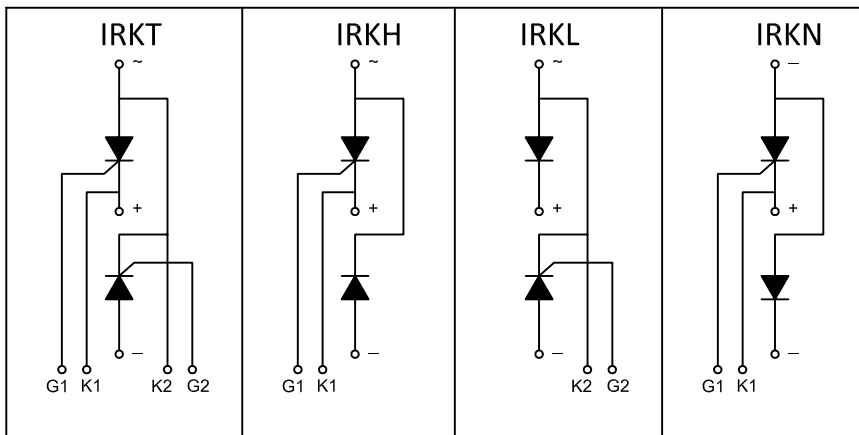 IRKT
~
+
−
G1 K1 K2 G2
IRKH
~
+
−
G1 K1
IRKL
~
+
−
K2 G2
IRKN
−
+
−
G1 K1